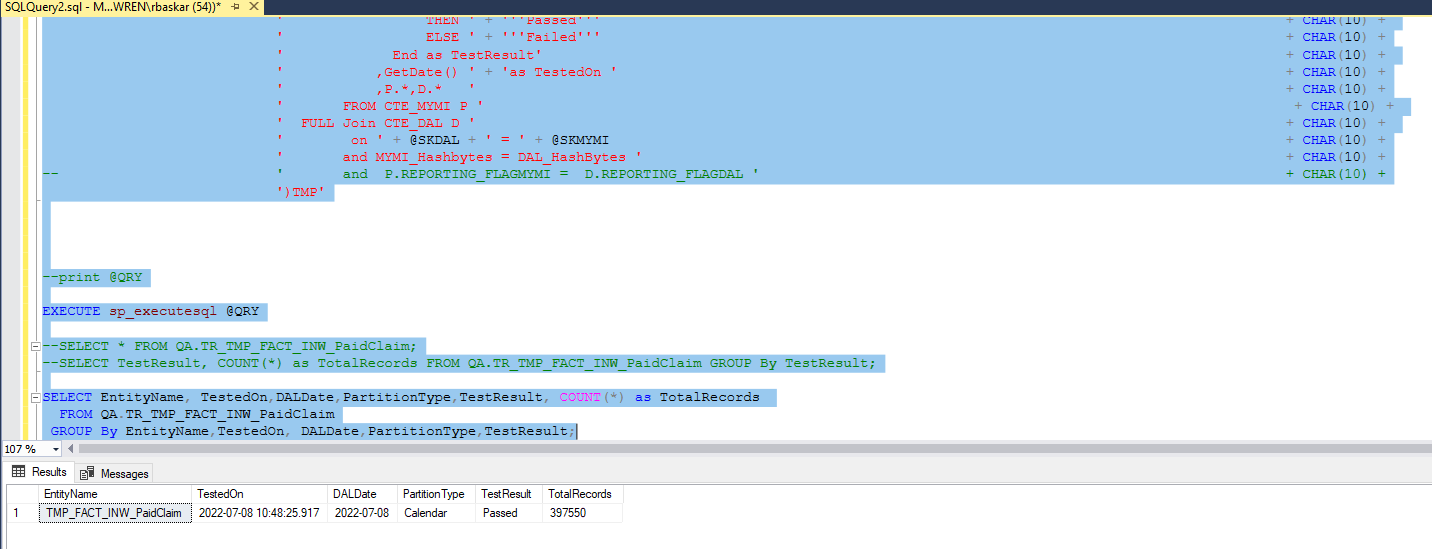 SQLQuery2.sql - M...WREN\rbaskar (54))*
' THEN ' + '''Passed''' + CHAR(10) +
' ELSE ' + '''Failed''' + CHAR(10) +
' End as TestResult' + CHAR(10) +
' ,GetDate() ' + 'as TestedOn ' + CHAR(10) +
' ,P.*,D.* ' + CHAR(10) +
' FROM CTE_MYMI P ' + CHAR(10) +
' FULL Join CTE_DAL D ' + CHAR(10) +
' on ' + @SKDAL + ' = ' + @SKMYMI + CHAR(10) +
' and MYMI_Hashbytes = DAL_HashBytes ' + CHAR(10) +
-- ' and P.REPORTING_FLAGMYMI = D.REPORTING_FLAGDAL ' + CHAR(10) +
')TMP'
--print @QRY
EXECUTE sp_executesql @QRY
--SELECT * FROM QA.TR_TMP_FACT_INW_PaidClaim;
--SELECT TestResult, COUNT(*) as TotalRecords FROM QA.TR_TMP_FACT_INW_PaidClaim GROUP By TestResult;
SELECT EntityName, TestedOn,DALDate,PartitionType,TestResult, COUNT(*) as TotalRecords
FROM QA.TR_TMP_FACT_INW_PaidClaim
GROUP By EntityName,TestedOn, DALDate,PartitionType,TestResult;
107 %
Results Messages
EntityName TestedOn DALDate PartitionType TestResult TotalRecords
1 TMP_FACT_INW_PaidClaim 2022-07-08 10:48:25.917 2022-07-08 Calendar Passed 397550